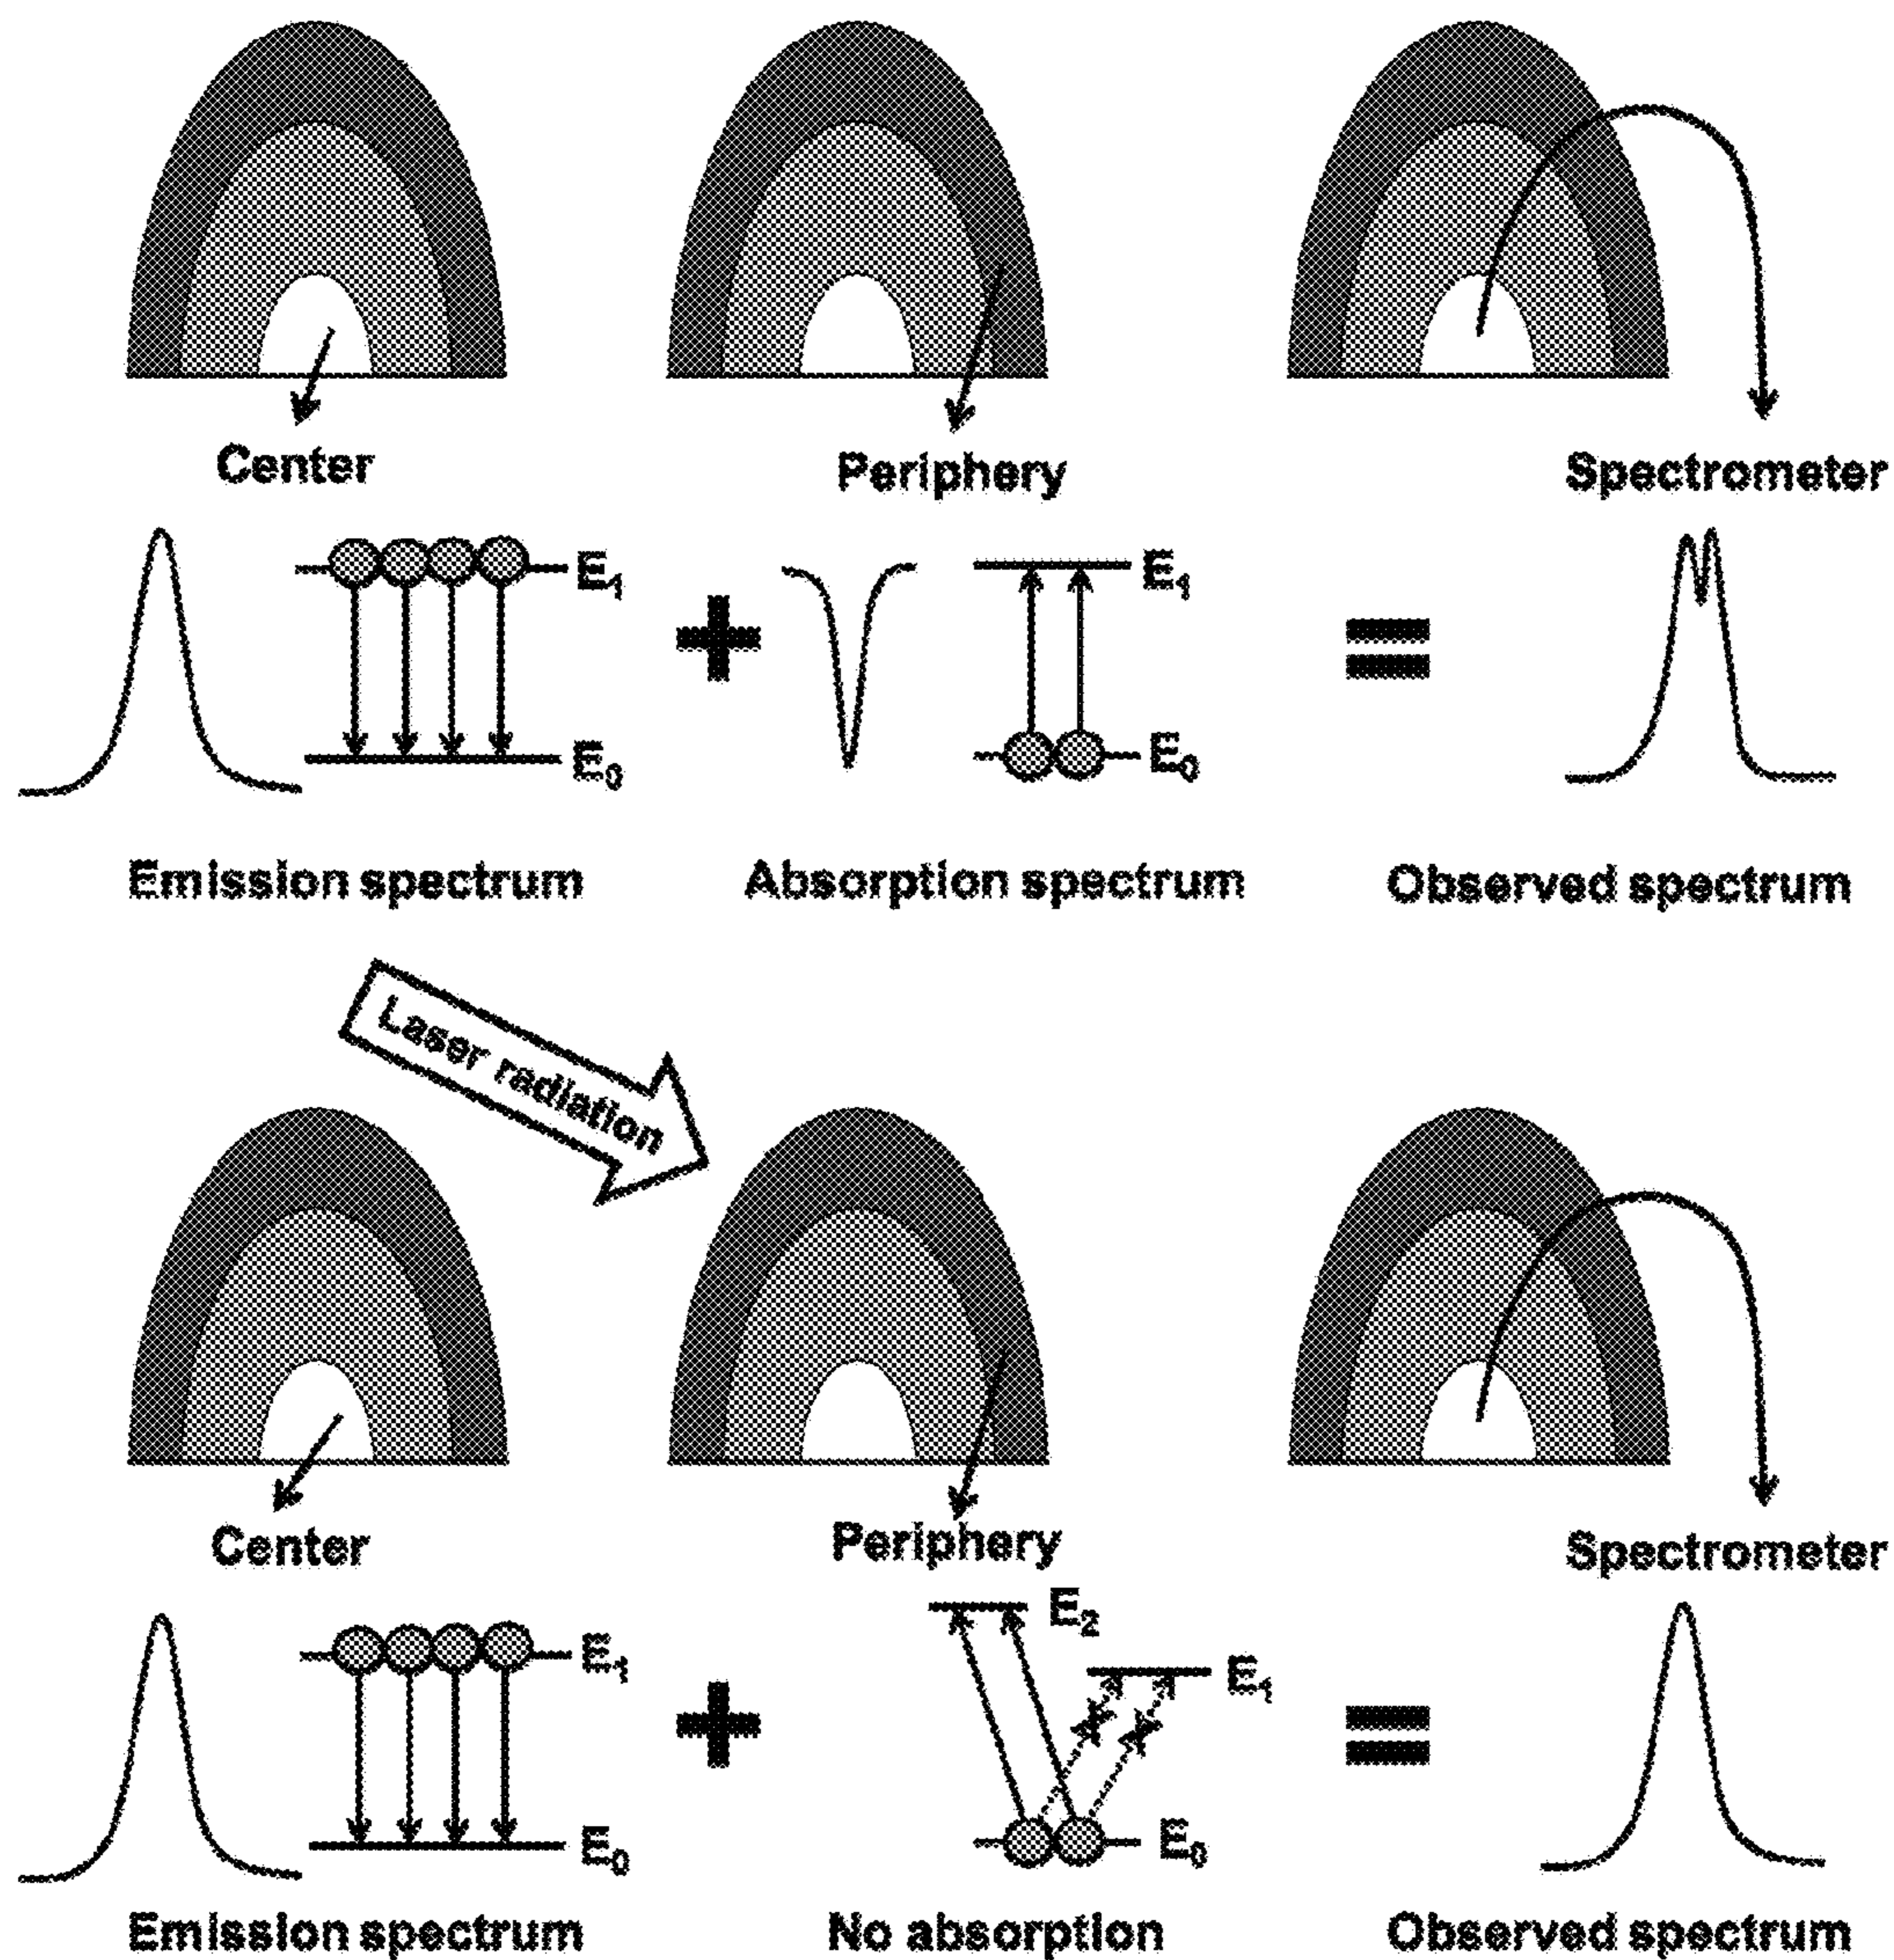 Center
Periphery
Spectrometer
E₁
E₁
E₀
E₀
Emission spectrum
Absorption spectrum
Observed spectrum
Laser radiation
Center
Periphery
Spectrometer
E₂
E₁
E₁
E₀
E₀
Emission spectrum
No absorption
Observed spectrum